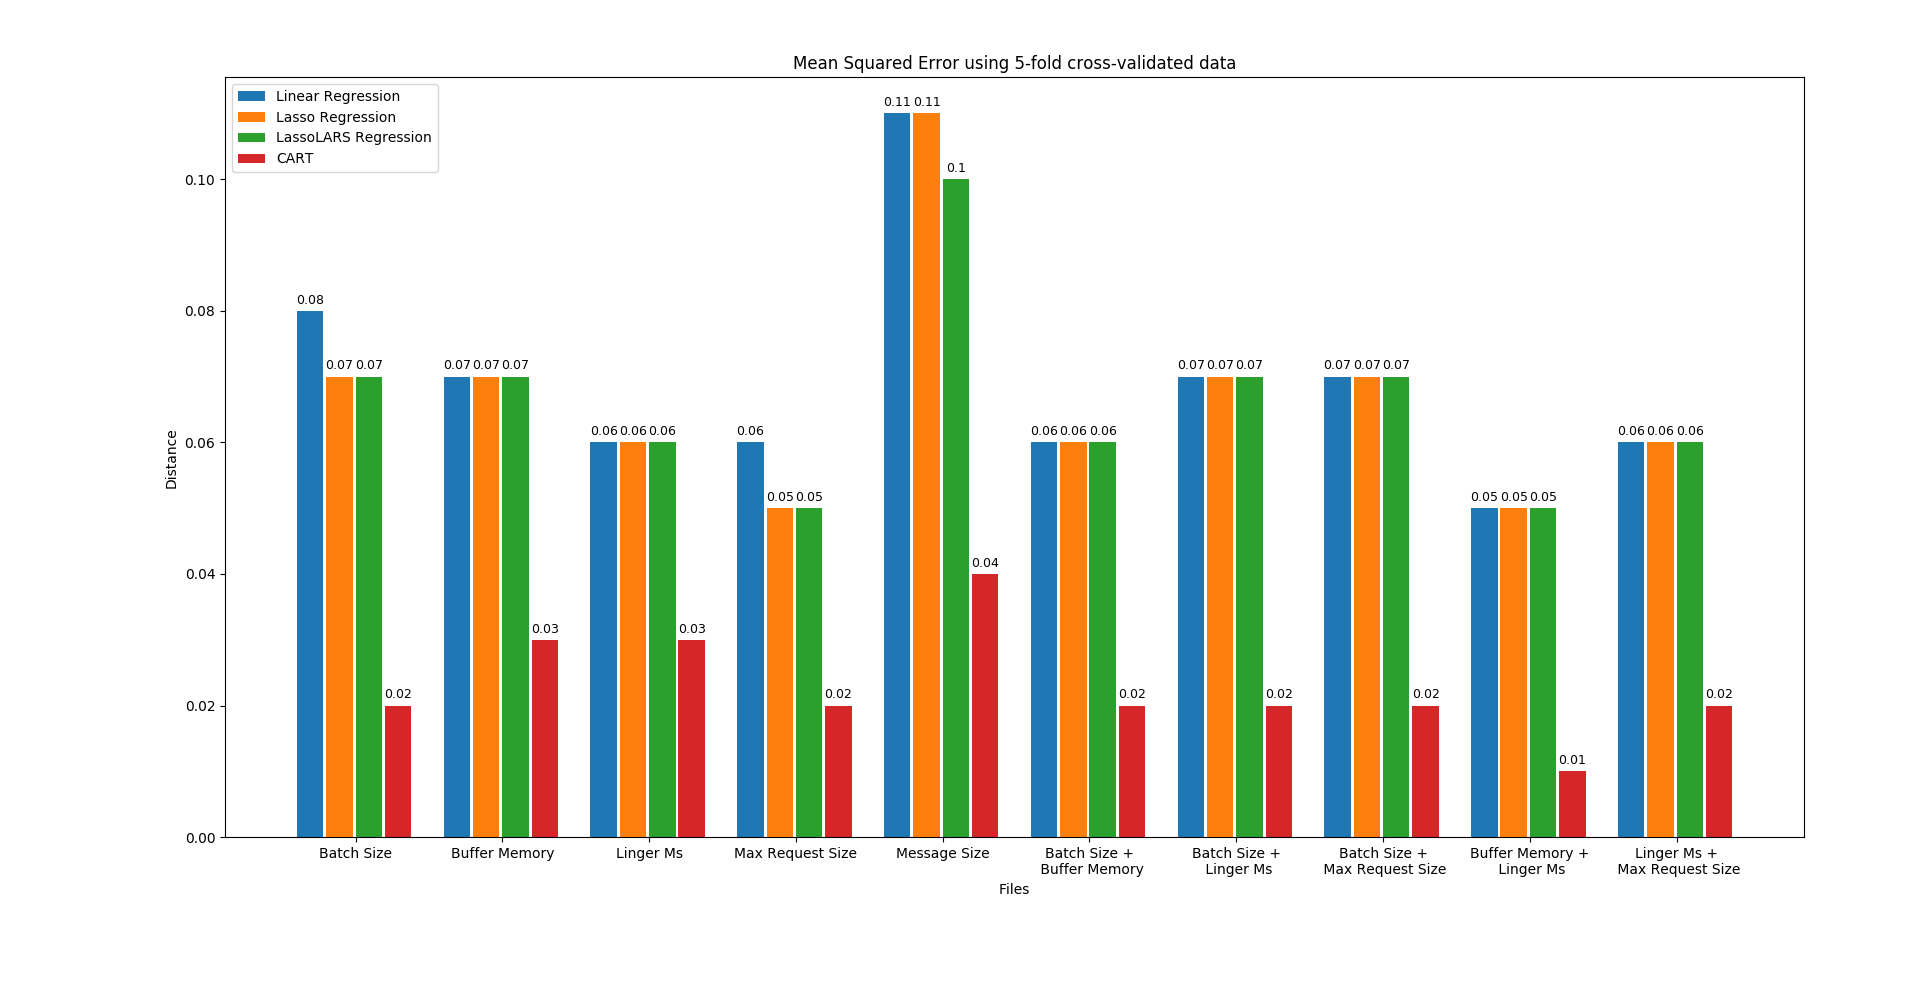 Mean Squared Error using 5-fold cross-validated data
Linear Regression
Lasso Regression
LassoLARS Regression
CART
Distance
0.10
0.08
0.06
0.04
0.02
0.00
0.08
0.07 0.07
0.02
0.07 0.07 0.07
0.03
0.06 0.06 0.06
0.03
0.06
0.05 0.05
0.02
0.11 0.11
0.1
0.04
0.06 0.06 0.06
0.02
0.07 0.07 0.07
0.02
0.07 0.07 0.07
0.02
0.05 0.05 0.05
0.01
0.06 0.06 0.06
0.02
Batch Size
Buffer Memory
Linger Ms
Max Request Size
Message Size
Batch Size +
Buffer Memory
Batch Size +
Linger Ms
Batch Size +
Max Request Size
Buffer Memory +
Linger Ms
Linger Ms +
Max Request Size
Files